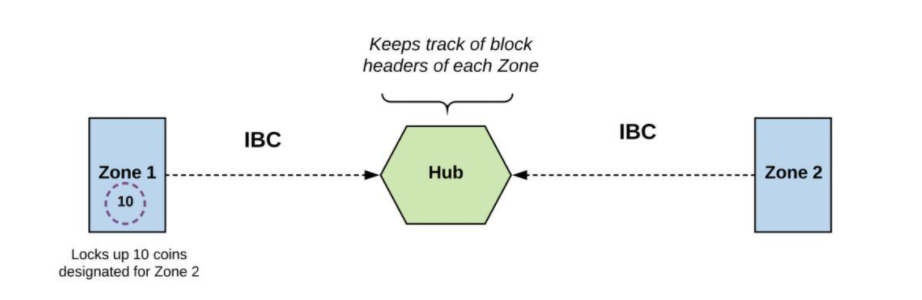 Keeps track of block
headers of each Zone
IBC
IBC
Zone 1
Hub
Zone 2
10
Locks up 10 coins
designated for Zone 2